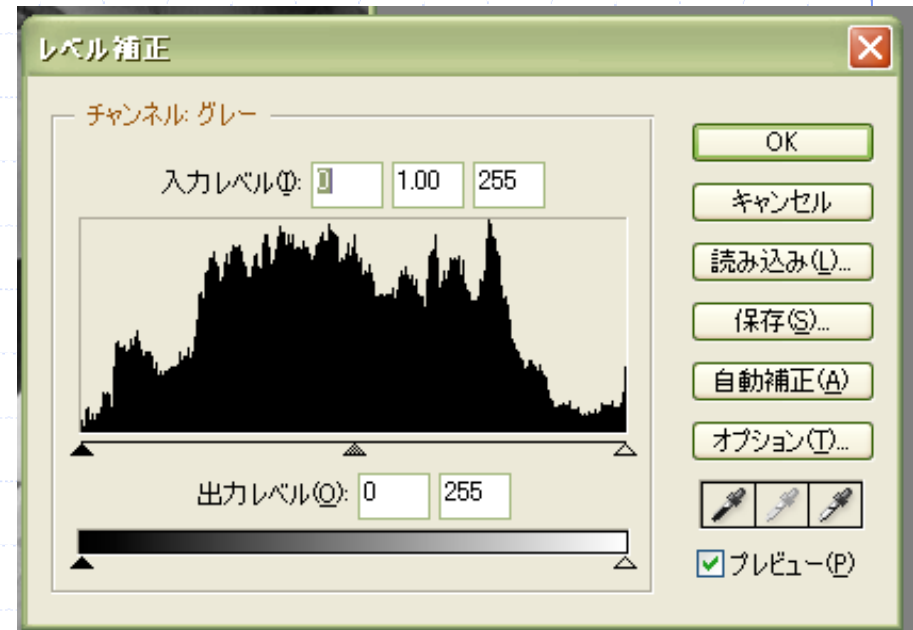 レベル補正
チャンネル: グレー
入力レベル(I): 0 1.00 255
出力レベル(O): 0 255
OK
キャンセル
読み込み(L)...
保存(S)...
自動補正(A)
オプション(T)...
プレビュー(P)